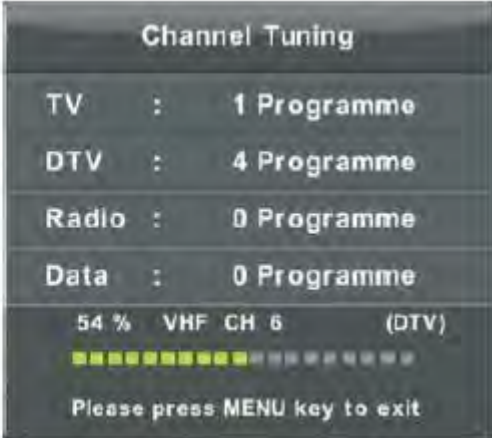 Channel Tuning
TV : 1 Programme
DTV : 4 Programme
Radio : 0 Programme
Data : 0 Programme
54 % VHF CH 6 (DTV)
Please press MENU key to exit